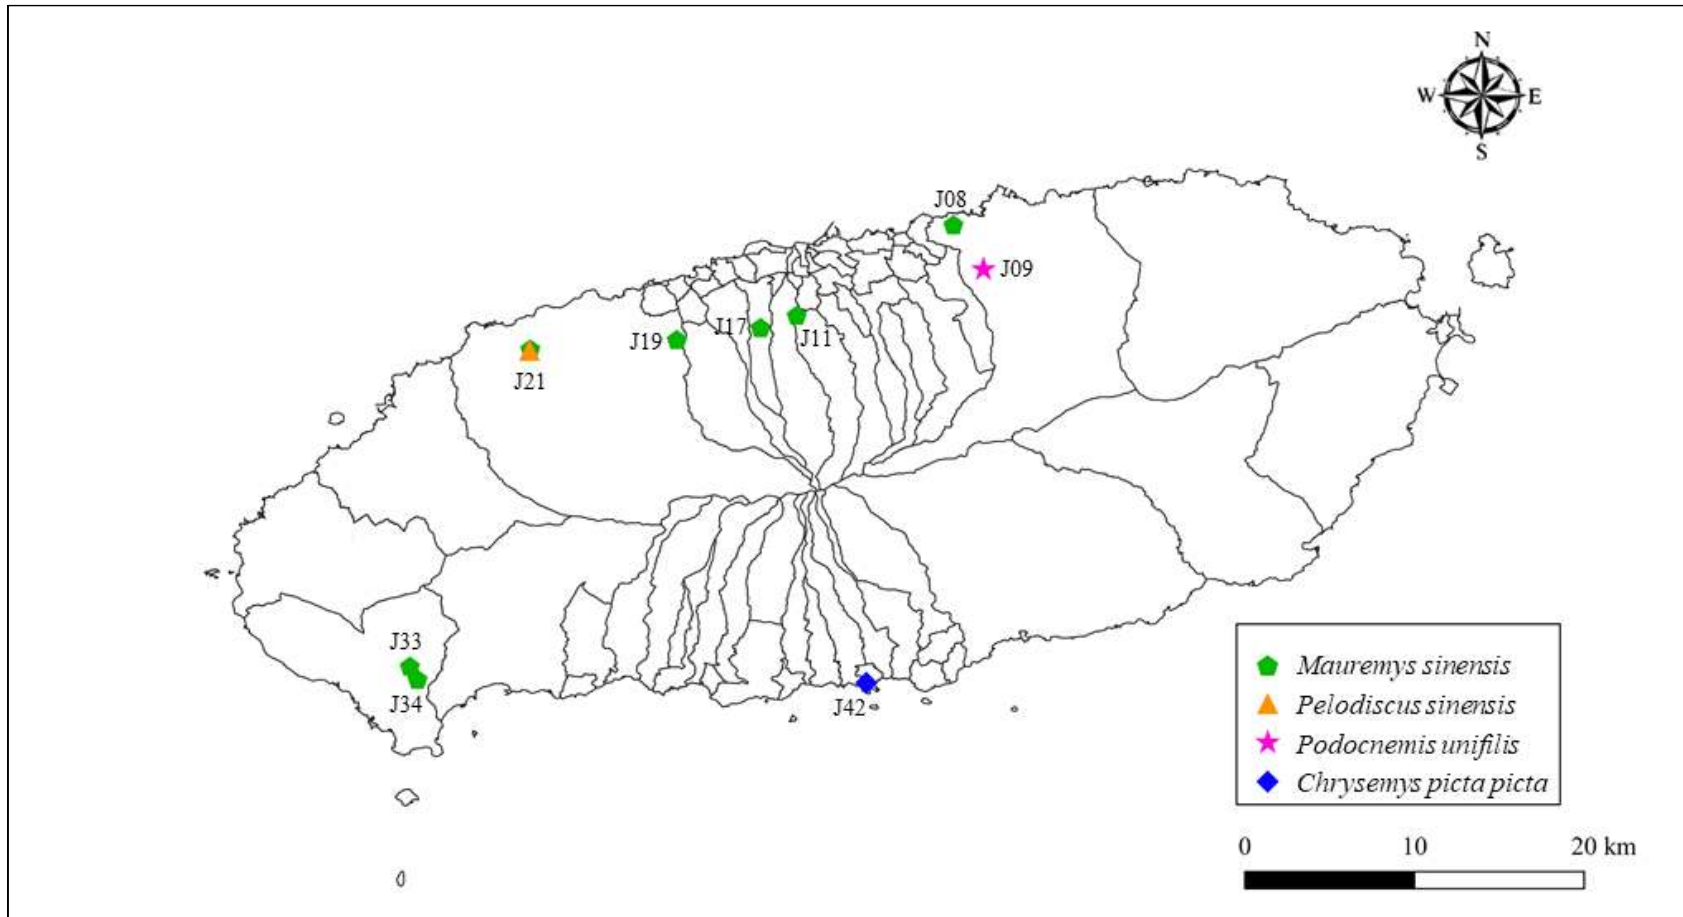 N
W E
S
J08
J09
J17
J11
J19
J21
J33
J34
J42
Mauremys sinensis
Pelodiscus sinensis
Podocnemis unifilis
Chrysemys picta picta
0 10 20 km